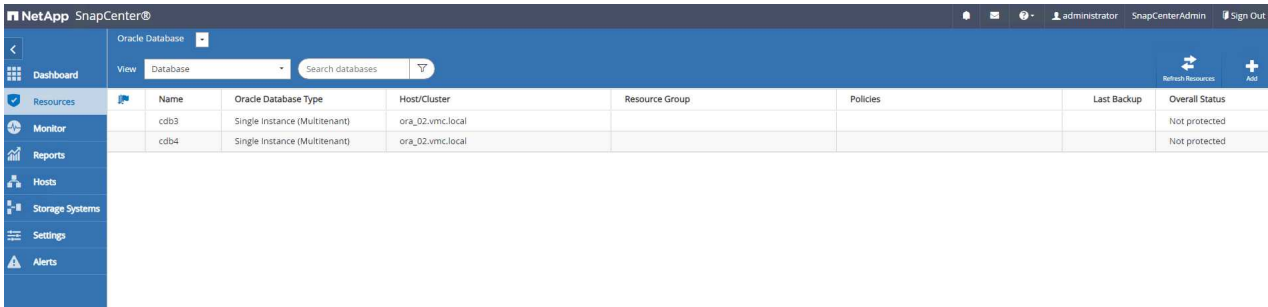 NetApp SnapCenter®
administrator SnapCenterAdmin Sign Out
Oracle Database
Dashboard
View Database Search databases
Refresh Resources Add
Resources
Name Oracle Database Type Host/Cluster Resource Group Policies Last Backup Overall Status
cdb3 Single Instance (Multitenant) ora_02.vmc.local Not protected
Monitor
cdb4 Single Instance (Multitenant) ora_02.vmc.local Not protected
Reports
Hosts
Storage Systems
Settings
Alerts